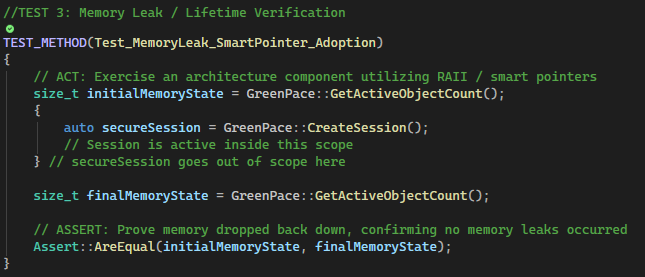 //TEST 3: Memory Leak / Lifetime Verification
TEST_METHOD(Test_MemoryLeak_SmartPointer_Adoption)
{
    // ACT: Exercise an architecture component utilizing RAII / smart pointers
    size_t initialMemoryState = GreenPace::GetActiveObjectCount();
    {
        auto secureSession = GreenPace::CreateSession();
        // Session is active inside this scope
    } // secureSession goes out of scope here
    size_t finalMemoryState = GreenPace::GetActiveObjectCount();
    // ASSERT: Prove memory dropped back down, confirming no memory leaks occurred
    Assert::AreEqual(initialMemoryState, finalMemoryState);
}